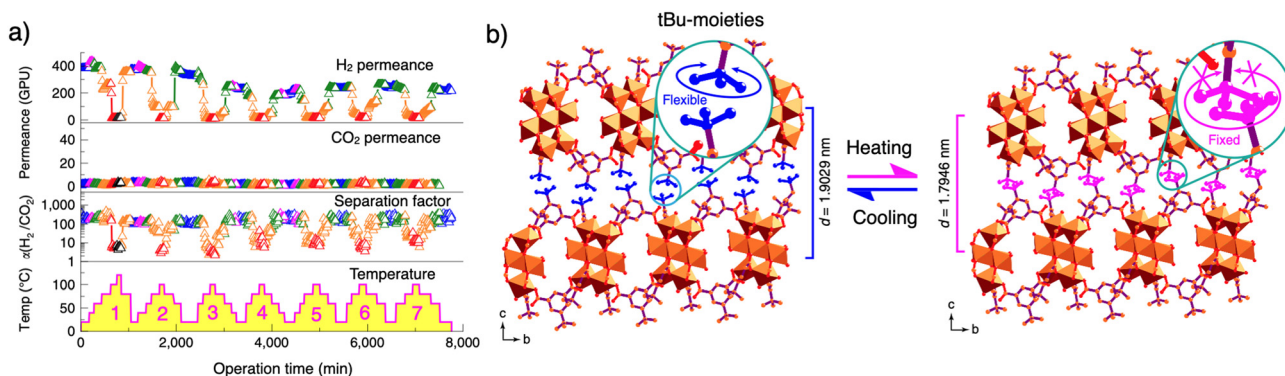 a)
H₂ permeance
400
200
0
Permeance (GPU)
CO₂ permeance
40
20
0
Separation factor
1,000
100
10
1
α(H₂ /CO₂)
Temperature
100
50
0
Temp (°C)
1 2 3 4 5 6 7
0 2,000 4,000 6,000 8,000
Operation time (min)
b)
tBu-moieties
Flexible
d = 1.9029 nm
c
b
Heating
Cooling
d = 1.7946 nm
Fixed
c
b